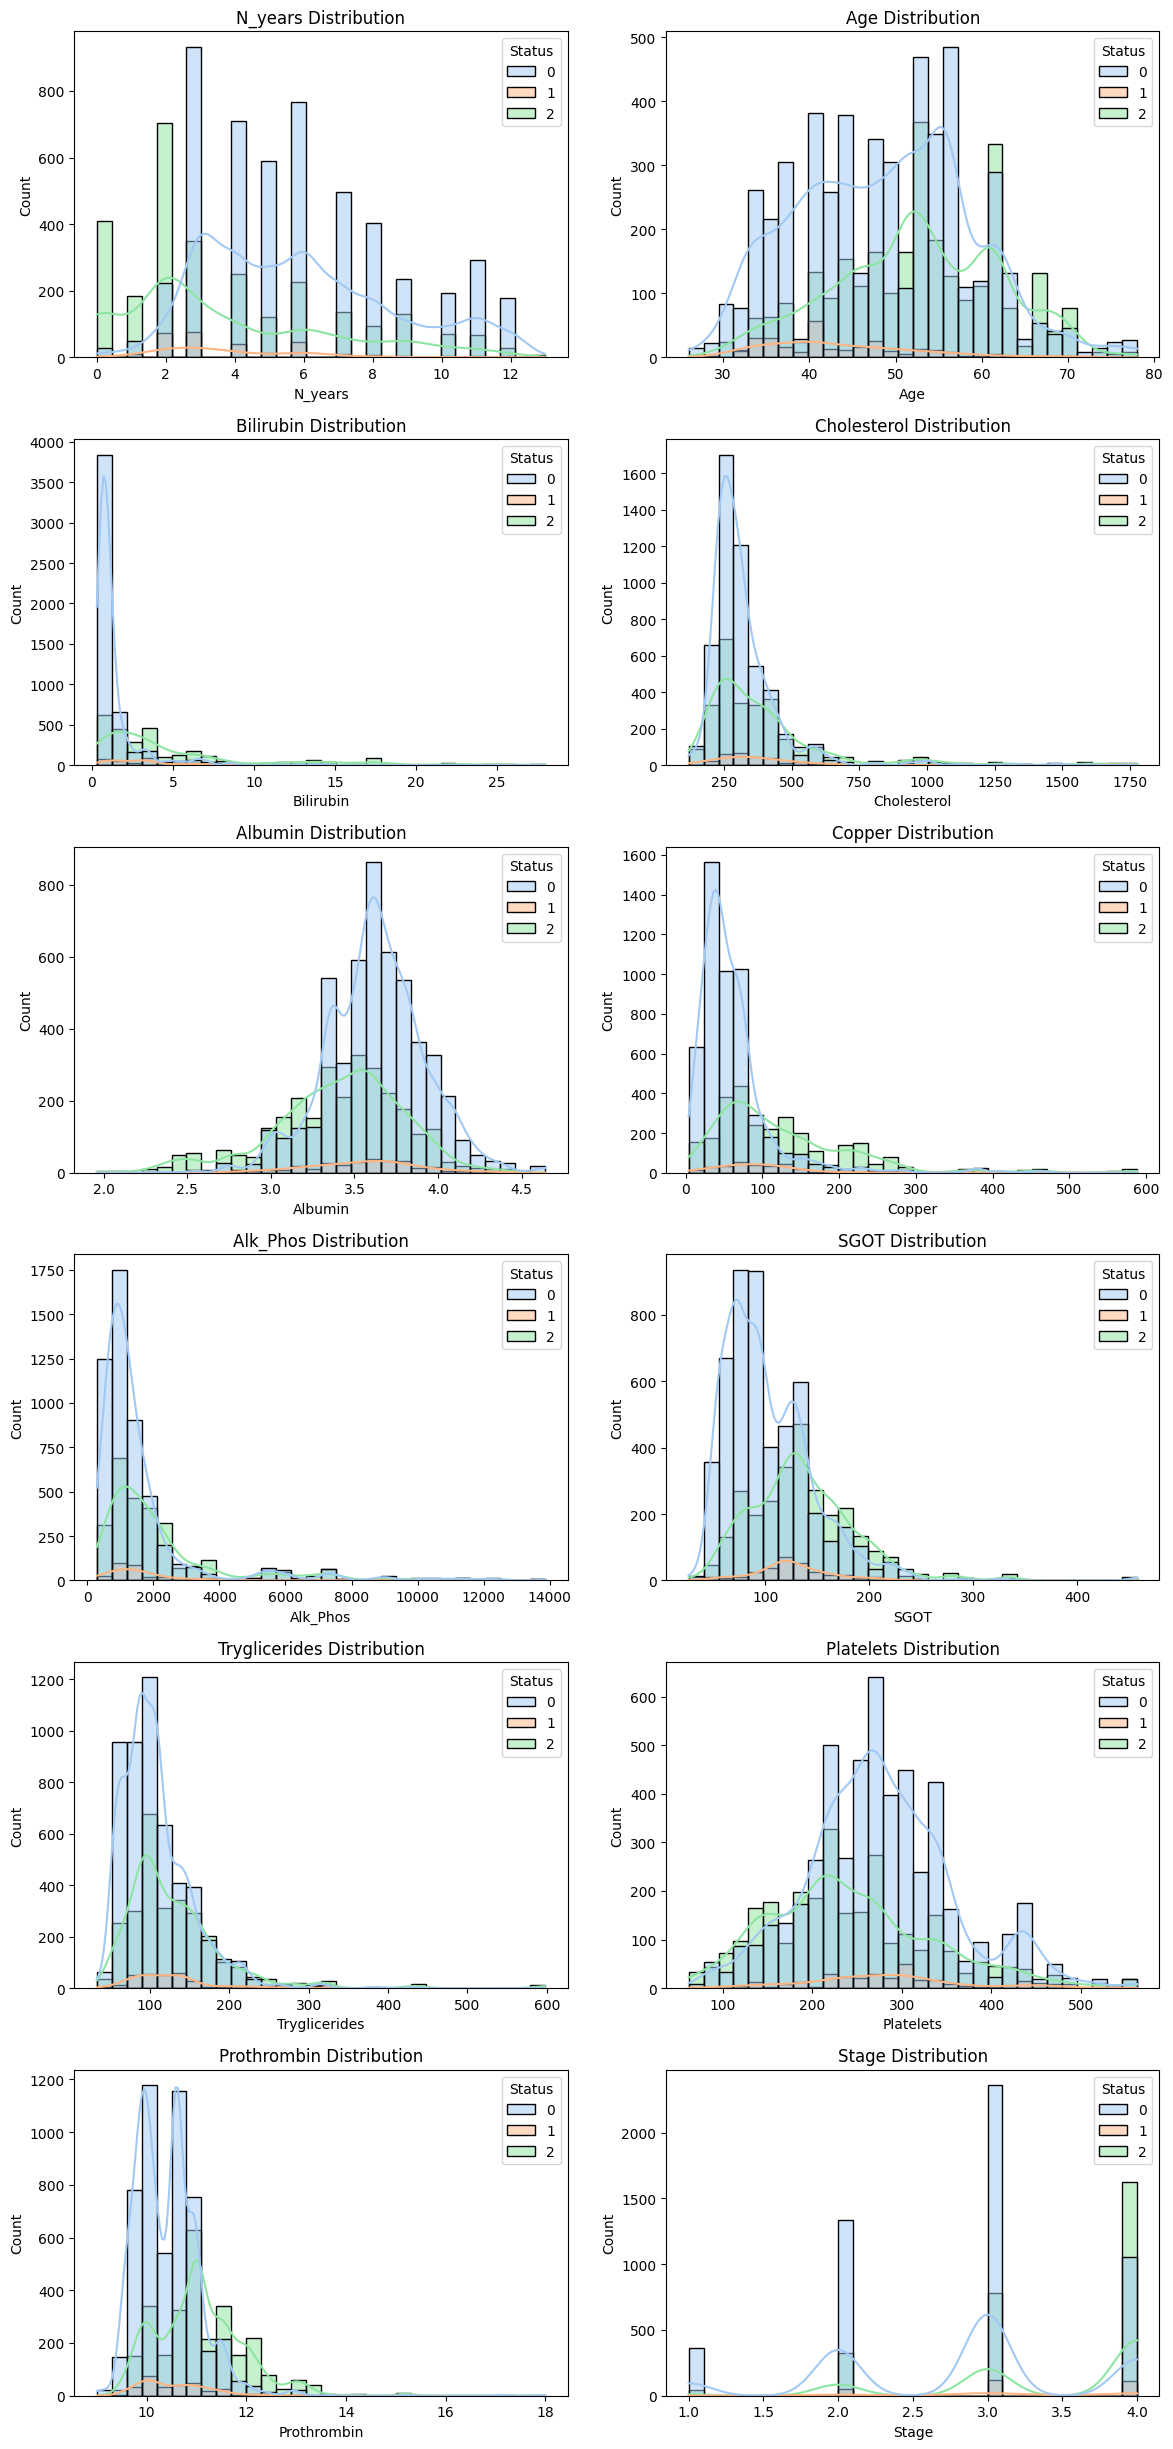 N_years Distribution
Status
0
1
2
Count
800
600
400
200
0
0 2 4 6 8 10 12
N_years
Age Distribution
Status
0
1
2
Count
500
400
300
200
100
0
30 40 50 60 70 80
Age
Bilirubin Distribution
Status
0
1
2
Count
4000
3500
3000
2500
2000
1500
1000
500
0
0 5 10 15 20 25
Bilirubin
Cholesterol Distribution
Status
0
1
2
Count
1600
1400
1200
1000
800
600
400
200
0
250 500 750 1000 1250 1500 1750
Cholesterol
Albumin Distribution
Status
0
1
2
Count
800
600
400
200
0
2.0 2.5 3.0 3.5 4.0 4.5
Albumin
Copper Distribution
Status
0
1
2
Count
1600
1400
1200
1000
800
600
400
200
0
0 100 200 300 400 500 600
Copper
Alk_Phos Distribution
Status
0
1
2
Count
1750
1500
1250
1000
750
500
250
0
0 2000 4000 6000 8000 10000 12000 14000
Alk_Phos
SGOT Distribution
Status
0
1
2
Count
800
600
400
200
0
100 200 300 400
SGOT
Tryglicerides Distribution
Status
0
1
2
Count
1200
1000
800
600
400
200
0
100 200 300 400 500 600
Tryglicerides
Platelets Distribution
Status
0
1
2
Count
600
500
400
300
200
100
0
100 200 300 400 500
Platelets
Prothrombin Distribution
Status
0
1
2
Count
1200
1000
800
600
400
200
0
10 12 14 16 18
Prothrombin
Stage Distribution
Status
0
1
2
Count
2000
1500
1000
500
0
1.0 1.5 2.0 2.5 3.0 3.5 4.0
Stage